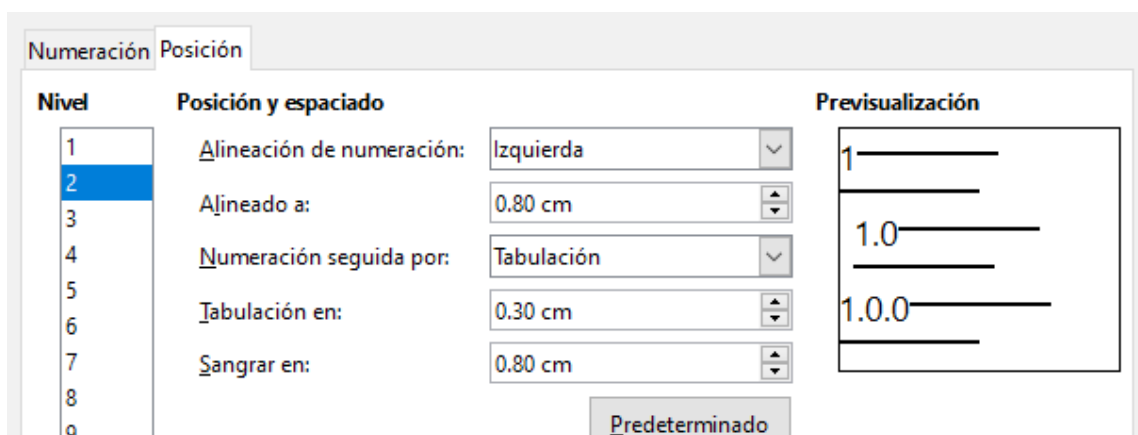 Numeración Posición
Nivel Posición y espaciado Previsualización
1 Alineación de numeración: Izquierda
2
3 Alineado a: 0.80 cm
4 Numeración seguida por: Tabulación
5
6 Tabulación en: 0.30 cm
7 Sangrar en: 0.80 cm
8
9 Predeterminado
1
1.0
1.0.0